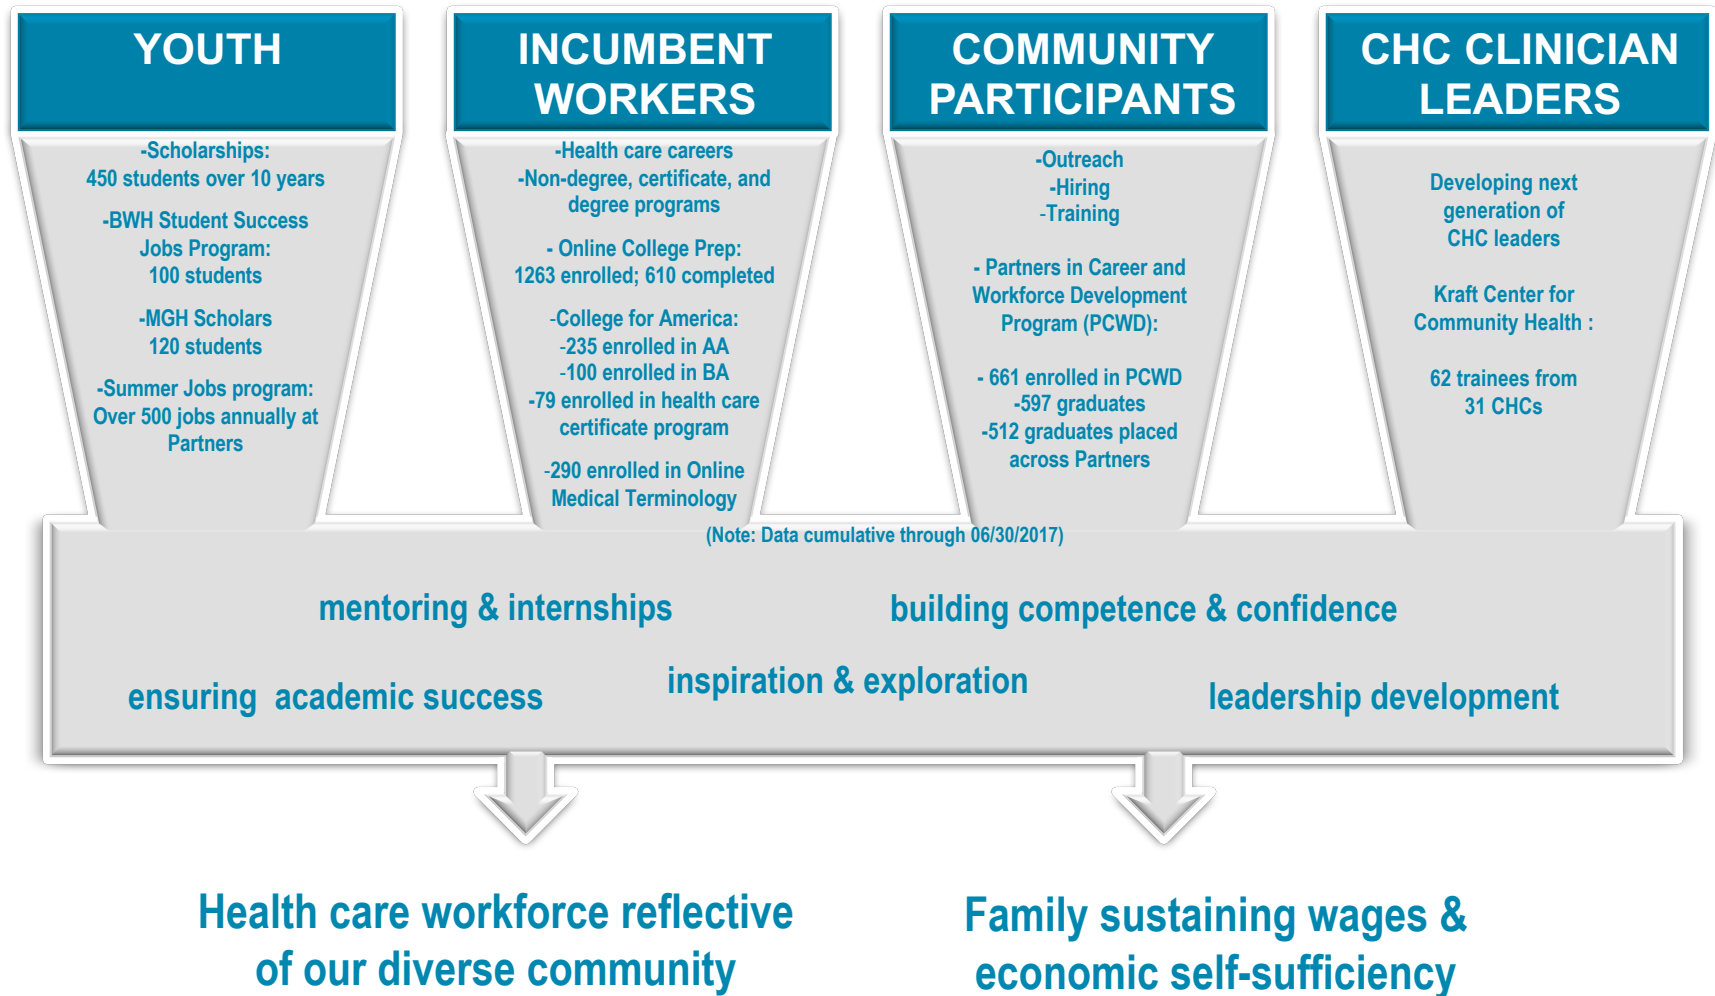 YOUTH
-Scholarships:
450 students over 10 years
-BWH Student Success
Jobs Program:
100 students
-MGH Scholars
120 students
-Summer Jobs program:
Over 500 jobs annually at
Partners
INCUMBENT
WORKERS
-Health care careers
-Non-degree, certificate, and
degree programs
- Online College Prep:
1263 enrolled; 610 completed
-College for America:
-235 enrolled in AA
-100 enrolled in BA
-79 enrolled in health care
certificate program
-290 enrolled in Online
Medical Terminology
COMMUNITY
PARTICIPANTS
-Outreach
-Hiring
-Training
- Partners in Career and
Workforce Development
Program (PCWD):
- 661 enrolled in PCWD
-597 graduates
-512 graduates placed
across Partners
CHC CLINICIAN
LEADERS
Developing next
generation of
CHC leaders
Kraft Center for
Community Health :
62 trainees from
31 CHCs
(Note: Data cumulative through 06/30/2017)
mentoring & internships
building competence & confidence
ensuring  academic success
inspiration & exploration
leadership development
Health care workforce reflective
of our diverse community
Family sustaining wages &
economic self-sufficiency